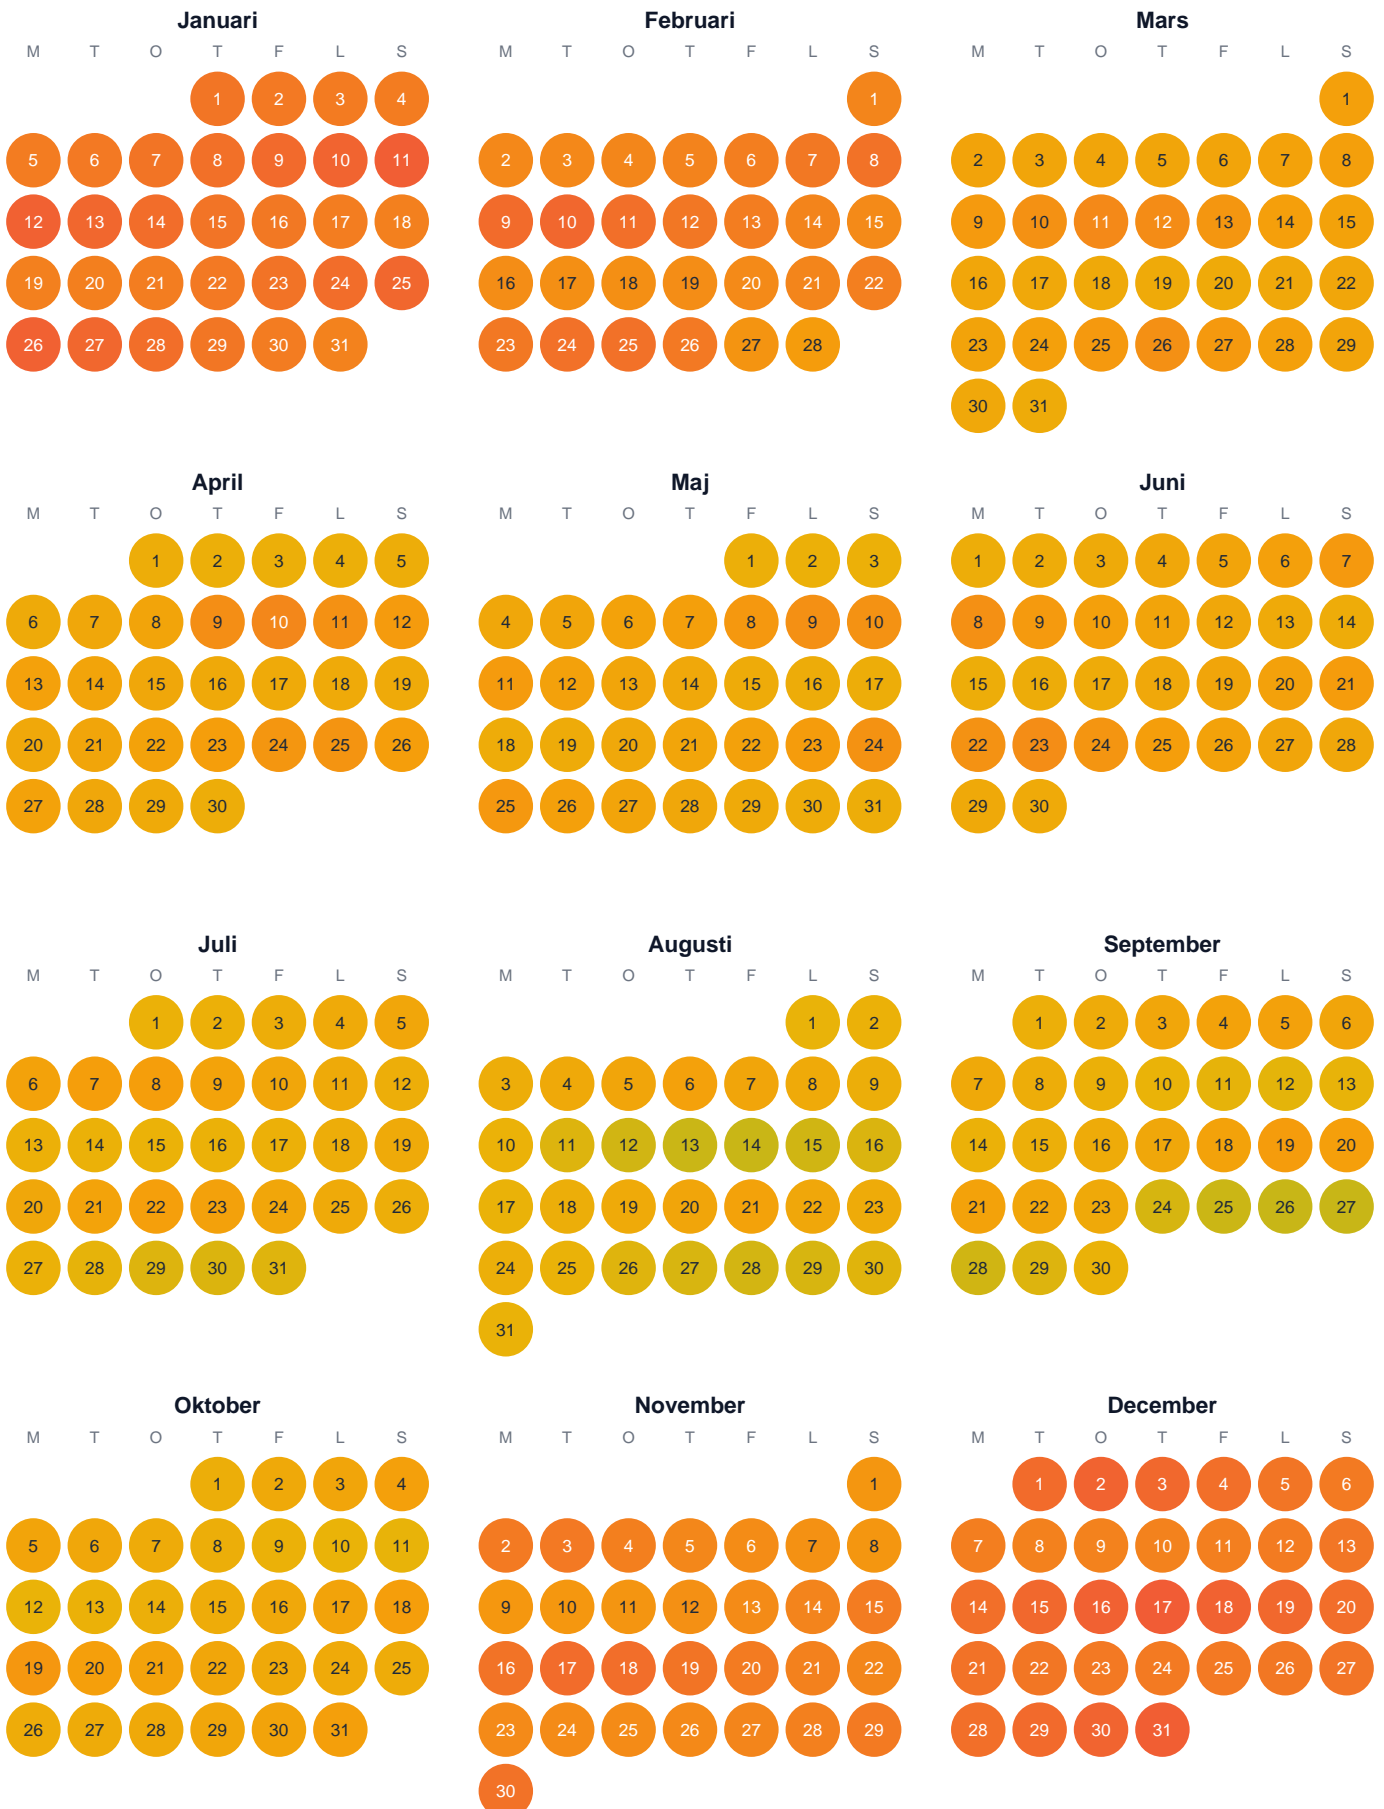 Januari
M T O T F L S
1 2 3 4
5 6 7 8 9 10 11
12 13 14 15 16 17 18
19 20 21 22 23 24 25
26 27 28 29 30 31
Februari
M T O T F L S
1
2 3 4 5 6 7 8
9 10 11 12 13 14 15
16 17 18 19 20 21 22
23 24 25 26 27 28
Mars
M T O T F L S
1
2 3 4 5 6 7 8
9 10 11 12 13 14 15
16 17 18 19 20 21 22
23 24 25 26 27 28 29
30 31
April
M T O T F L S
1 2 3 4 5
6 7 8 9 10 11 12
13 14 15 16 17 18 19
20 21 22 23 24 25 26
27 28 29 30
Maj
M T O T F L S
1 2 3
4 5 6 7 8 9 10
11 12 13 14 15 16 17
18 19 20 21 22 23 24
25 26 27 28 29 30 31
Juni
M T O T F L S
1 2 3 4 5 6 7
8 9 10 11 12 13 14
15 16 17 18 19 20 21
22 23 24 25 26 27 28
29 30
Juli
M T O T F L S
1 2 3 4 5
6 7 8 9 10 11 12
13 14 15 16 17 18 19
20 21 22 23 24 25 26
27 28 29 30 31
Augusti
M T O T F L S
1 2
3 4 5 6 7 8 9
10 11 12 13 14 15 16
17 18 19 20 21 22 23
24 25 26 27 28 29 30
31
September
M T O T F L S
1 2 3 4 5 6
7 8 9 10 11 12 13
14 15 16 17 18 19 20
21 22 23 24 25 26 27
28 29 30
Oktober
M T O T F L S
1 2 3 4
5 6 7 8 9 10 11
12 13 14 15 16 17 18
19 20 21 22 23 24 25
26 27 28 29 30 31
November
M T O T F L S
1
2 3 4 5 6 7 8
9 10 11 12 13 14 15
16 17 18 19 20 21 22
23 24 25 26 27 28 29
30
December
M T O T F L S
1 2 3 4 5 6
7 8 9 10 11 12 13
14 15 16 17 18 19 20
21 22 23 24 25 26 27
28 29 30 31